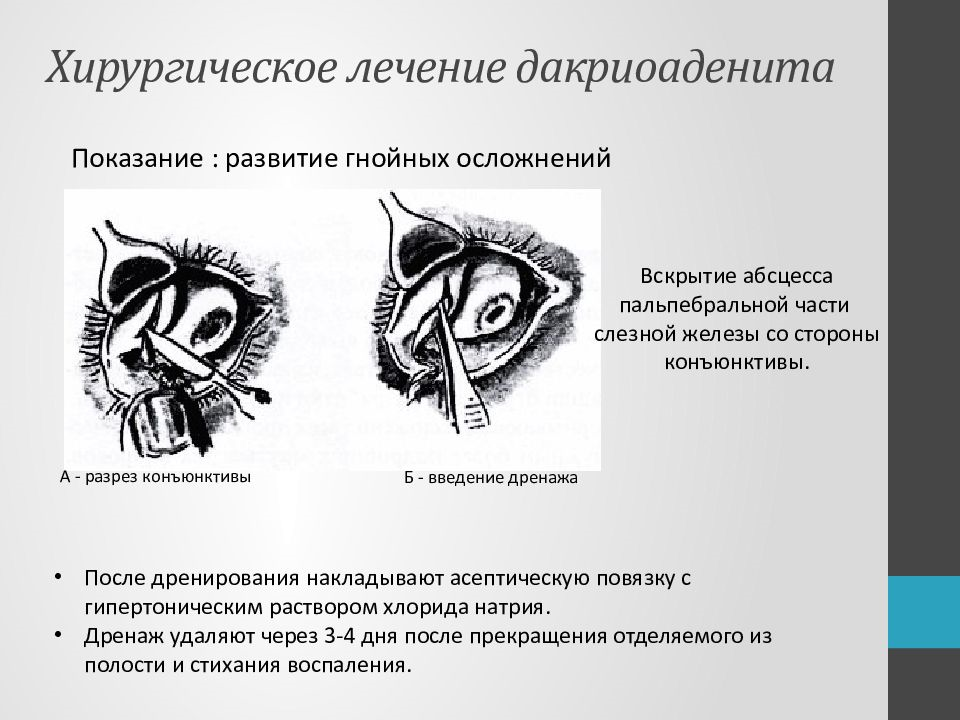 Хирургическое лечение дакриоаденита
Показание : развитие гнойных осложнений
Вскрытие абсцесса
пальпебральной части
слезной железы со стороны
конъюнктивы.
А - разрез конъюнктивы
Б - введение дренажа
• После дренирования накладывают асептическую повязку с
гипертоническим раствором хлорида натрия.
• Дренаж удаляют через 3-4 дня после прекращения отделяемого из
полости и стихания воспаления.